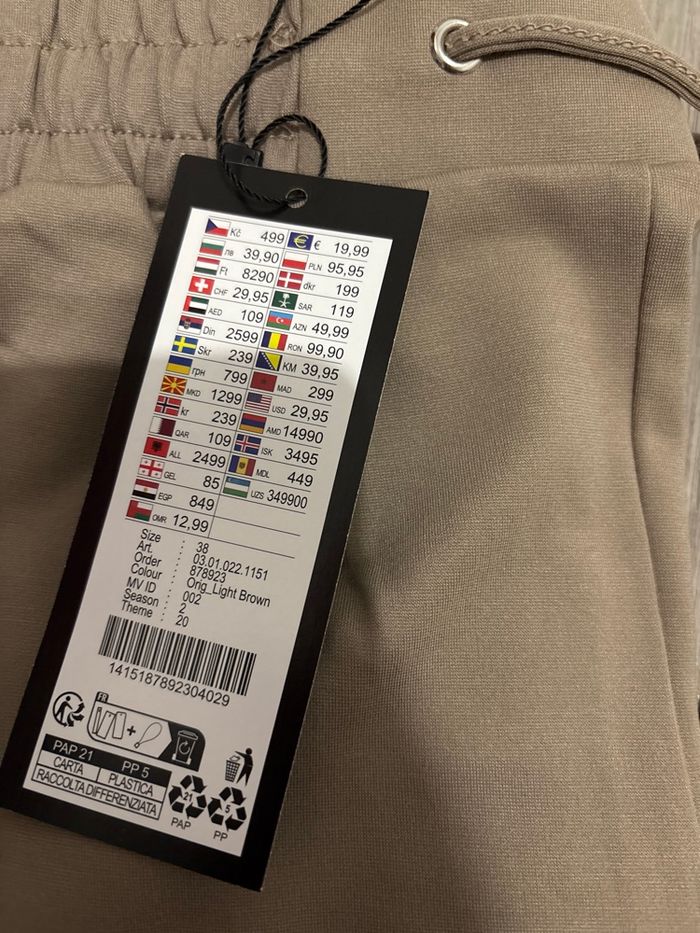 Kč 499 € 19,99
лв 39,90 PLN 95,95
Ft 8290 dkr 199
CHF 29,95 SAR 119
AED 109 AZN 49,99
Din 2599 RON 99,90
Skr 239 KM 39,95
грн 799 MAD 299
MKD 1299 USD 29,95
kr 239 AMD 14990
QAR 109 ISK 3495
ALL 2499 MDL 449
GEL 85 UZS 349900
EGP 849
OMR 12,99
Size : 38
Art. : 03.01.022.1151
Order : 878923
Colour : Orig_Light Brown
MV ID : 002
Season : 2
Theme : 20
1415187892304029
FR
PAP 21 PP 5
CARTA PLASTICA
RACCOLTA DIFFERENZIATA
21 5
PAP PP